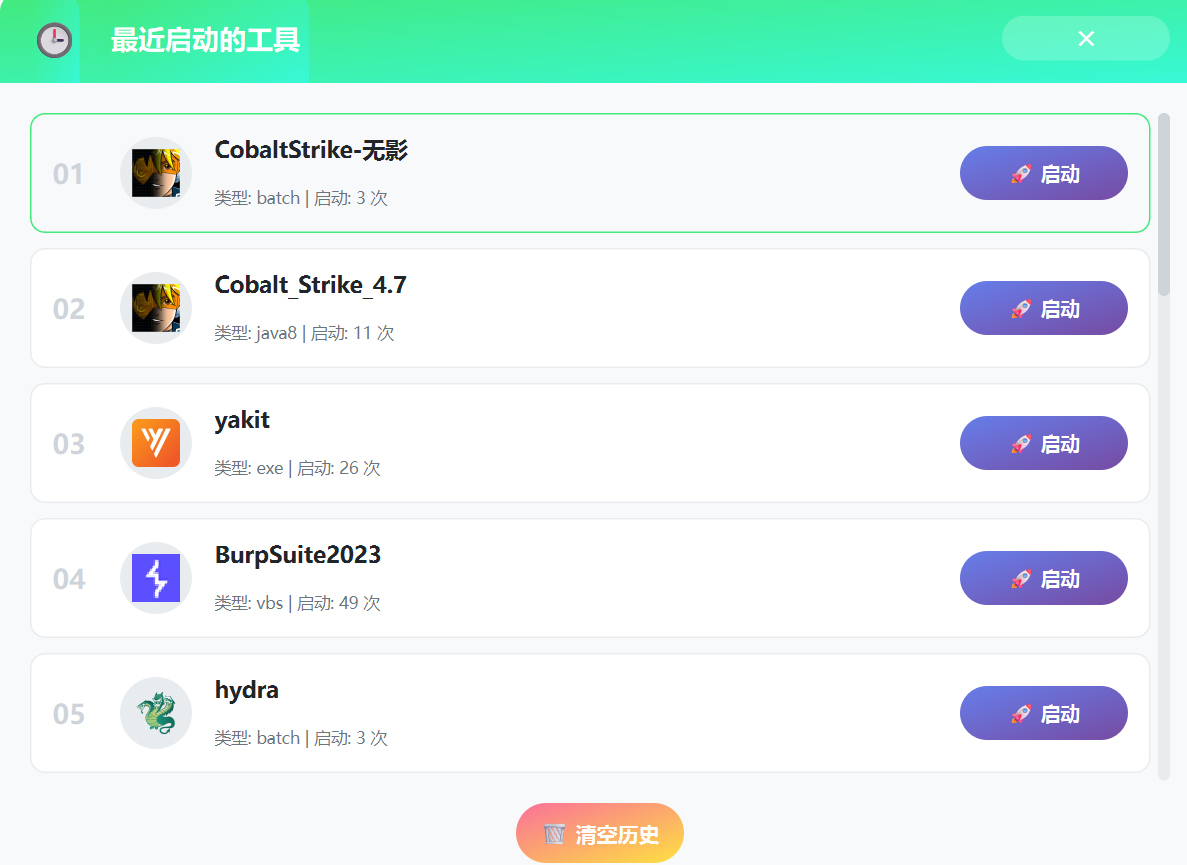 最近启动的工具
×
01
CobaltStrike-无影
类型: batch | 启动: 3 次
启动
02
Cobalt_Strike_4.7
类型: java8 | 启动: 11 次
启动
03
yakit
类型: exe | 启动: 26 次
启动
04
BurpSuite2023
类型: vbs | 启动: 49 次
启动
05
hydra
类型: batch | 启动: 3 次
启动
清空历史